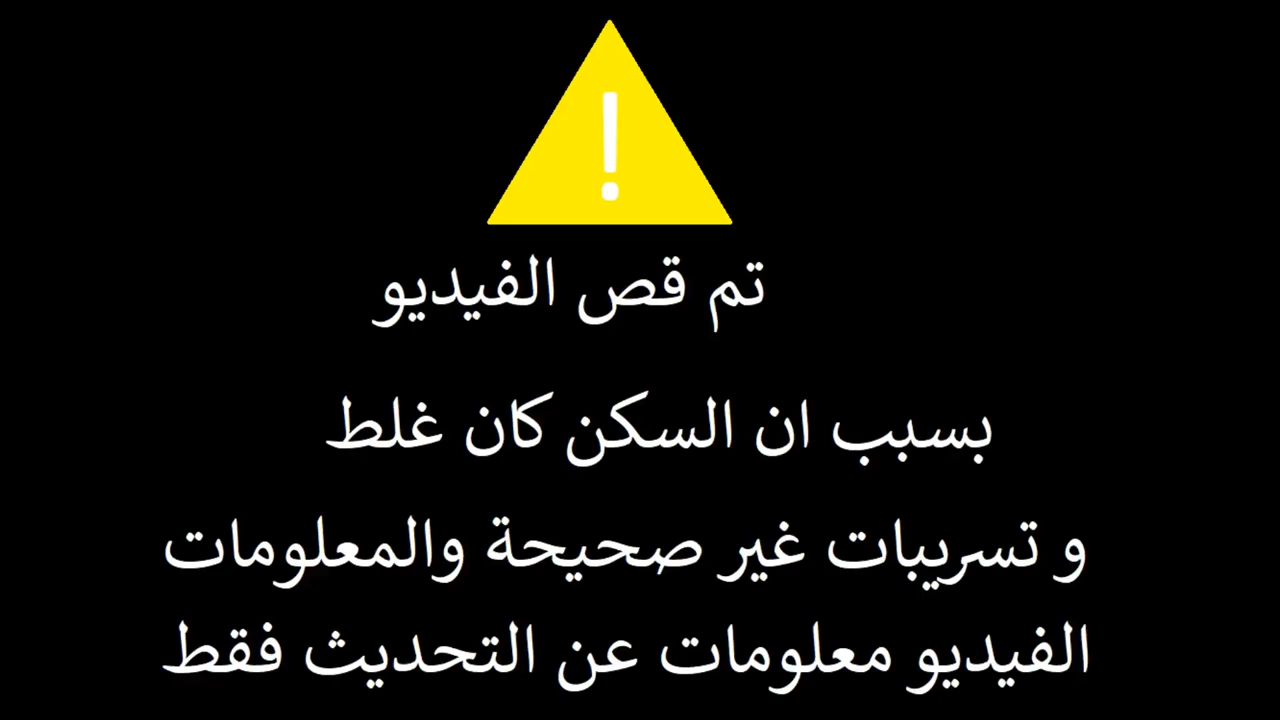 !
تم قص الفيديو
بسبب ان السكن كان غلط
و تسريبات غير صحيحة والمعلومات
الفيديو معلومات عن التحديث فقط